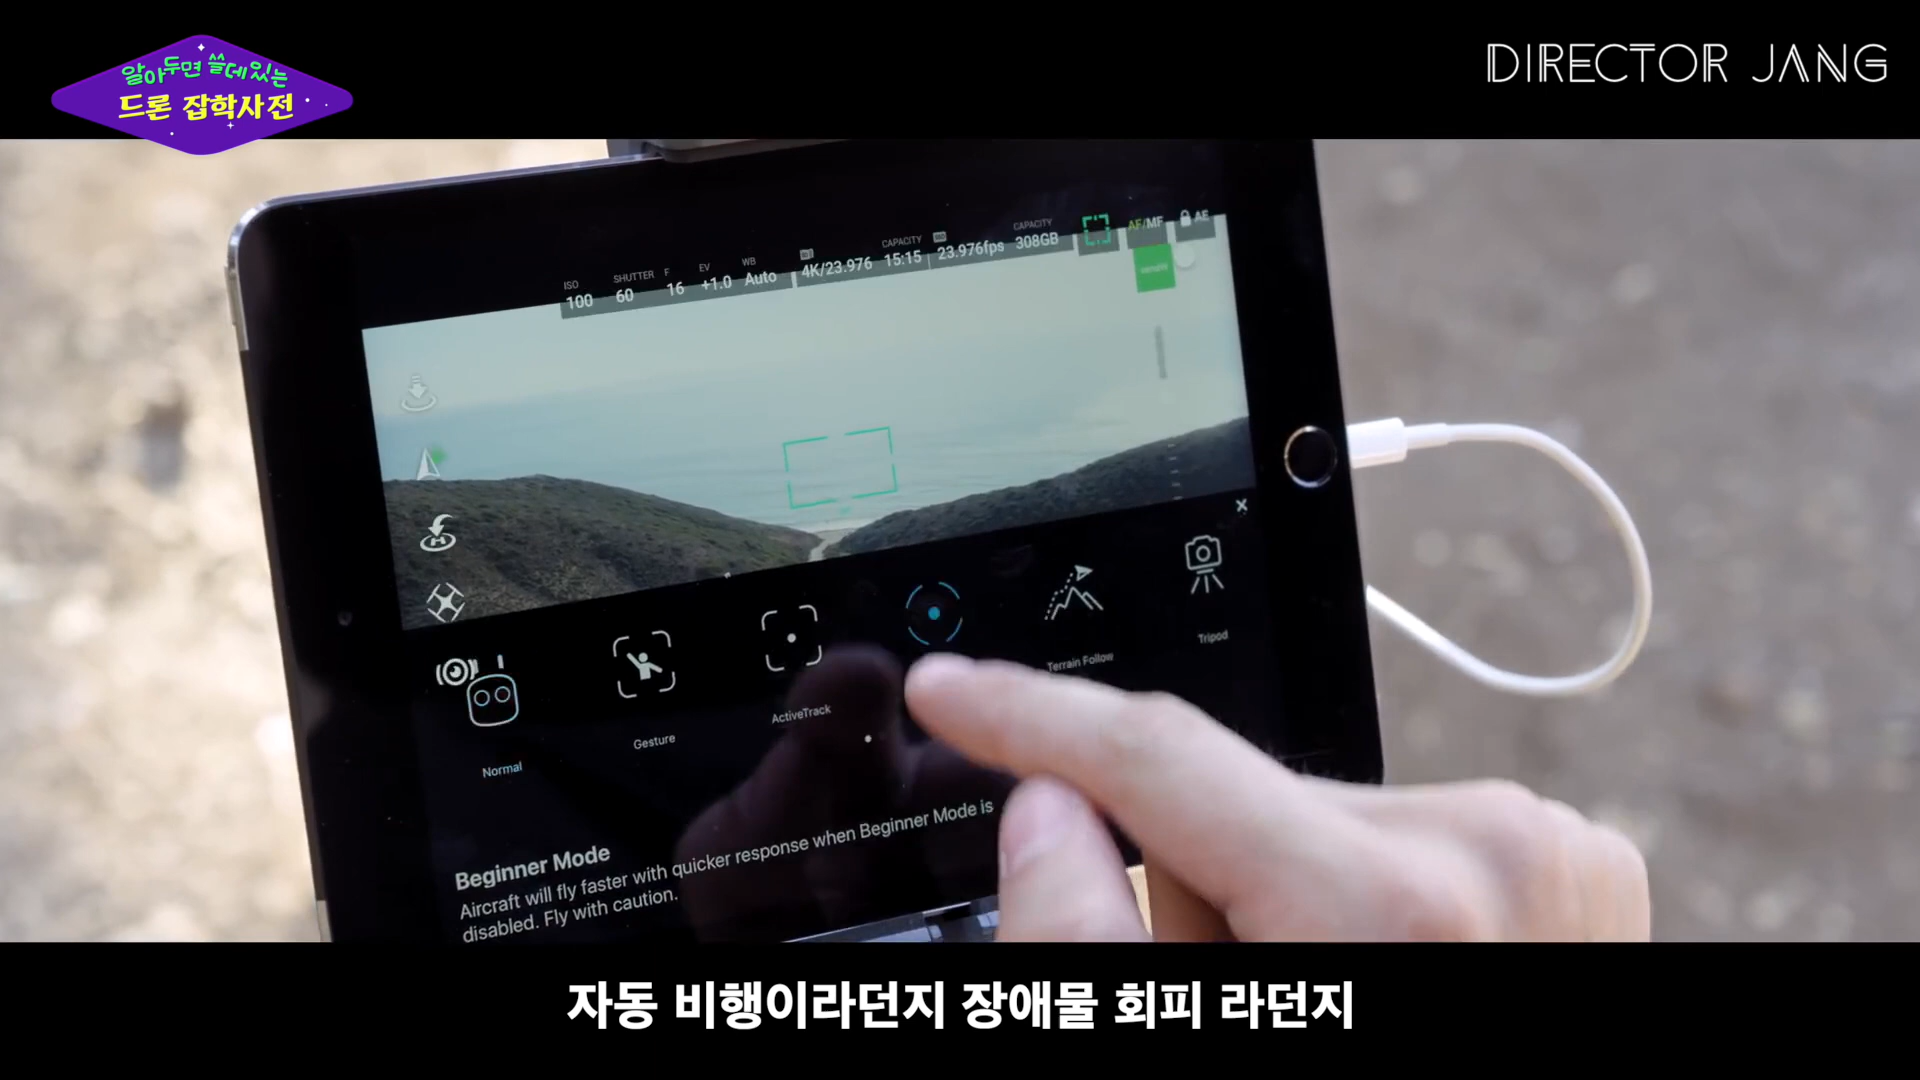 알아두면 쓸데있는
드론 잡학사전
DIRECTOR JANG
ISO 100
SHUTTER 60
F 16
EV +1.0
WB Auto
4K/23.976
CAPACITY 15:15
23.976fps
CAPACITY 308GB
AF/MF
AE
Normal
Gesture
ActiveTrack
Terrain Follow
Tripod
Beginner Mode
Aircraft will fly faster with quicker response when Beginner Mode is
disabled. Fly with caution.
자동 비행이라던지 장애물 회피 라던지